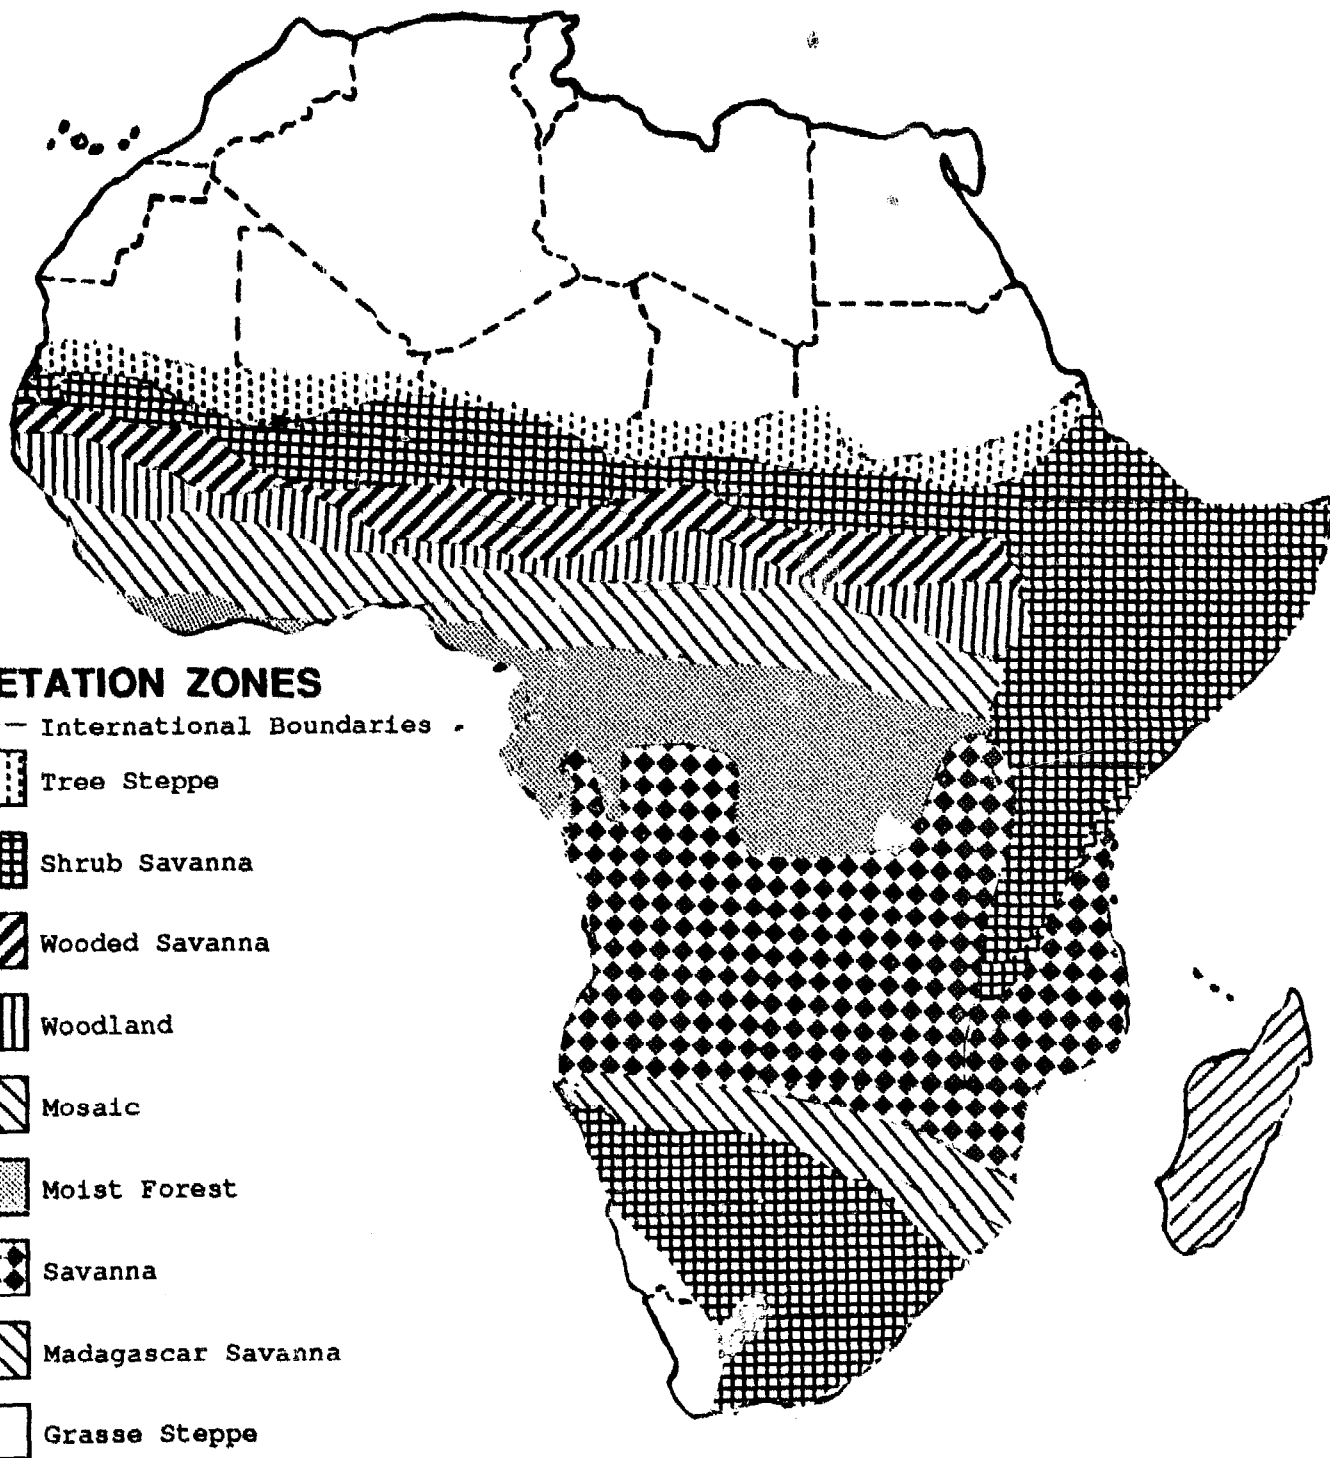 ETATION ZONES
International Boundaries
Tree Steppe
Shrub Savanna
Wooded Savanna
Woodland
Mosaic
Moist Forest
Savanna
Madagascar Savanna
Grasse Steppe